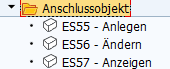 Anschlussobjekt
ES55 - Anlegen
ES56 - Ändern
ES57 - Anzeigen